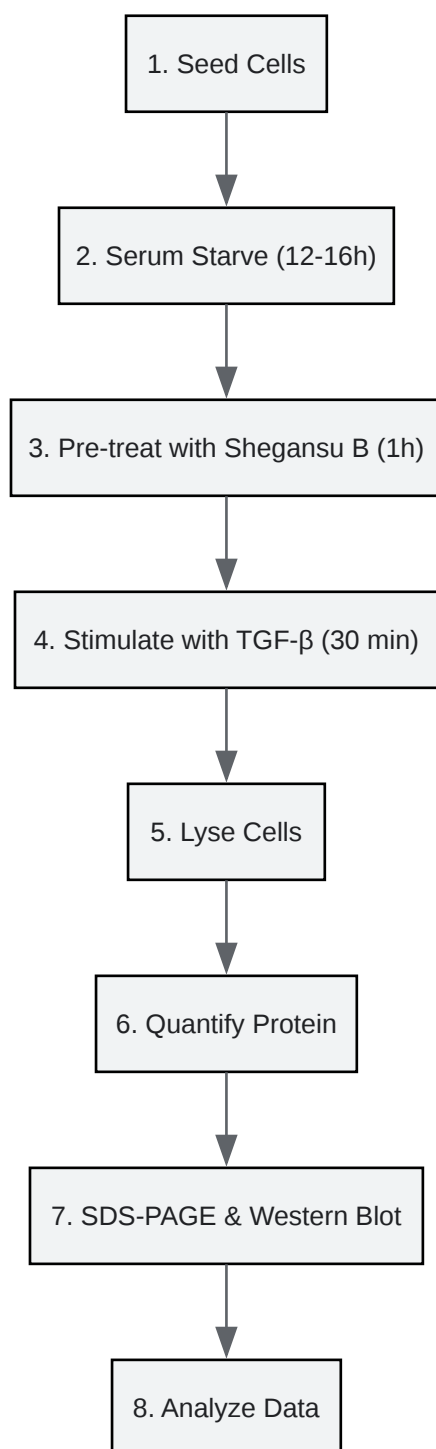 1. Seed Cells
2. Serum Starve (12-16h)
3. Pre-treat with Shegansu B (1h)
4. Stimulate with TGF-β (30 min)
5. Lyse Cells
6. Quantify Protein
7. SDS-PAGE & Western Blot
8. Analyze Data